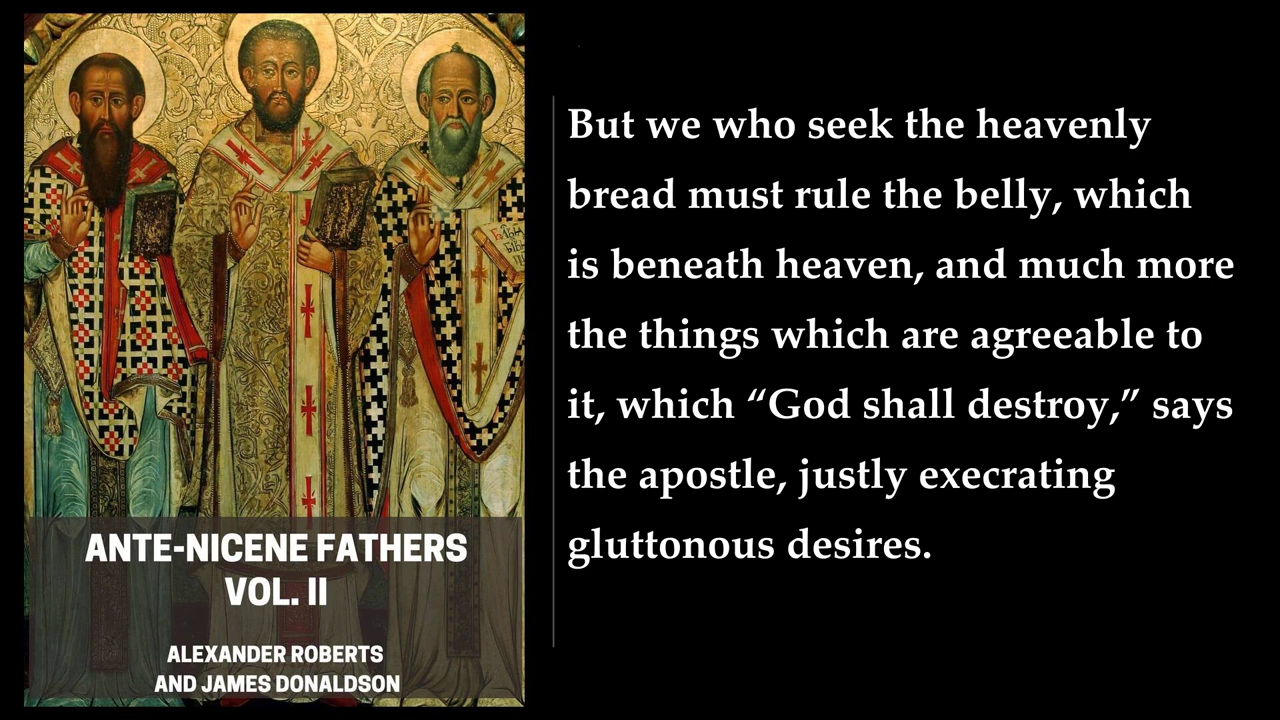 ANTE-NICENE FATHERS
VOL. II
ALEXANDER ROBERTS
AND JAMES DONALDSON
But we who seek the heavenly
bread must rule the belly, which
is beneath heaven, and much more
the things which are agreeable to
it, which “God shall destroy,” says
the apostle, justly execrating
gluttonous desires.